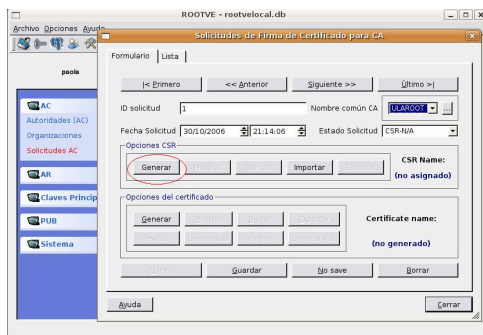 ROOTVE - rootvelocal.db
Archivo Opciones Ayuda
Solicitudes de Firma de Certificado para CA
Formulario Lista
paola
|< Primero << Anterior Siguiente >> Último >|
AC
ID solicitud 1 Nombre común CA ULAROOT ...
Autoridades (AC)
Organizaciones
Fecha Solicitud 30/10/2006 21:14:06 Estado Solicitud CSR-N/A
Solicitudes AC
Opciones CSR
AR
Generar Importar
CSR Name:
(no asignado)
Claves Princip
Opciones del certificado
PUB
Generar
Certificate name:
Sistema
(no generado)
Guardar No save Borrar
Ayuda Cerrar